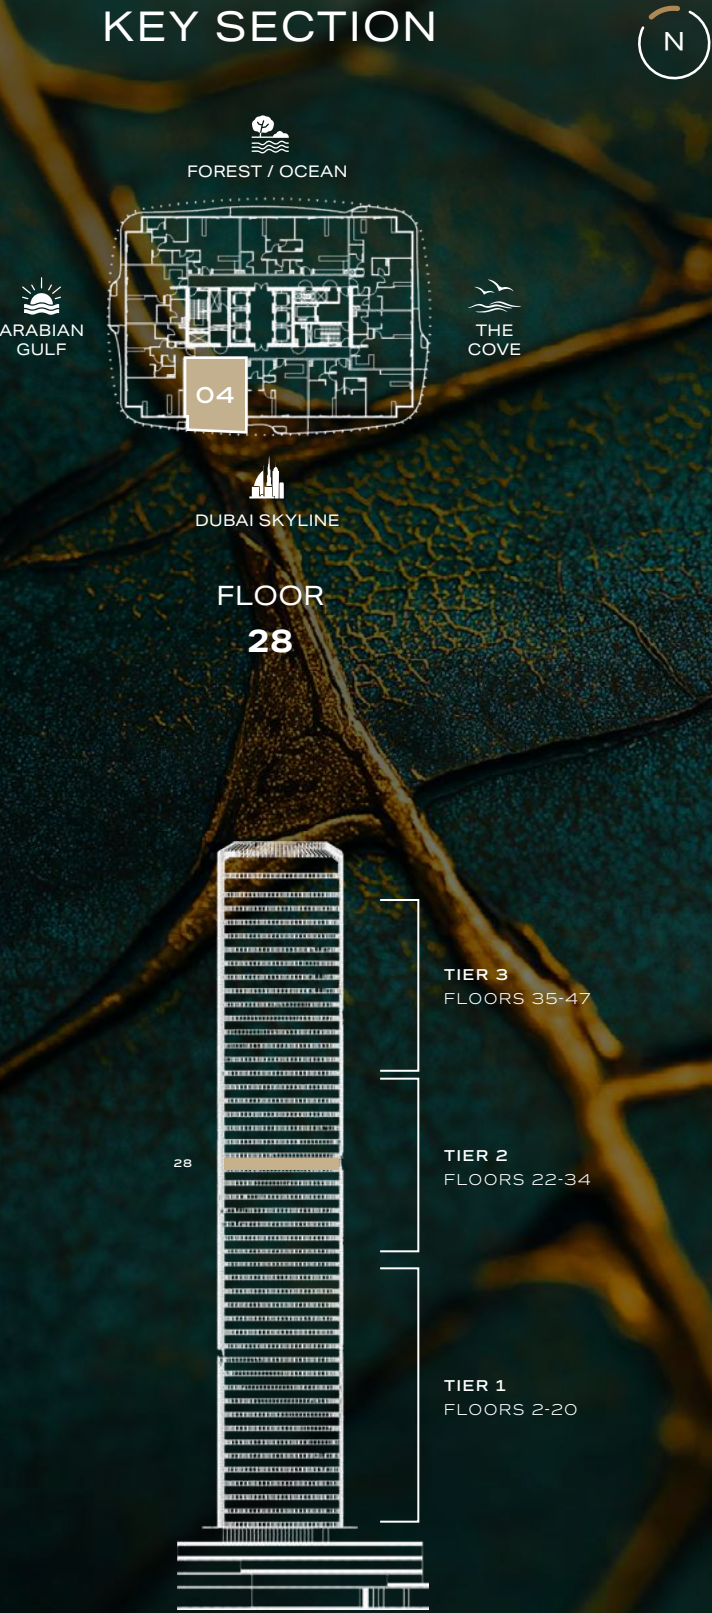 KEY SECTION
N
FOREST / OCEAN
ARABIAN
GULF
THE
COVE
04
DUBAI SKYLINE
FLOOR
28
TIER 3
FLOORS 35-47
28
TIER 2
FLOORS 22-34
TIER 1
FLOORS 2-20